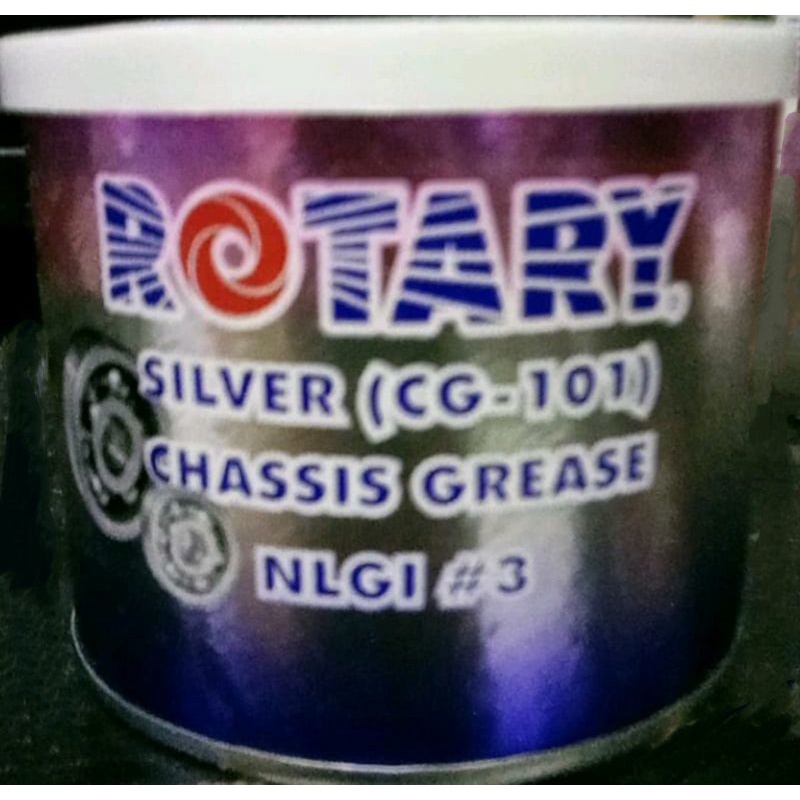 ROTARY®
SILVER (CG-101)
CHASSIS GREASE
NLGI #3